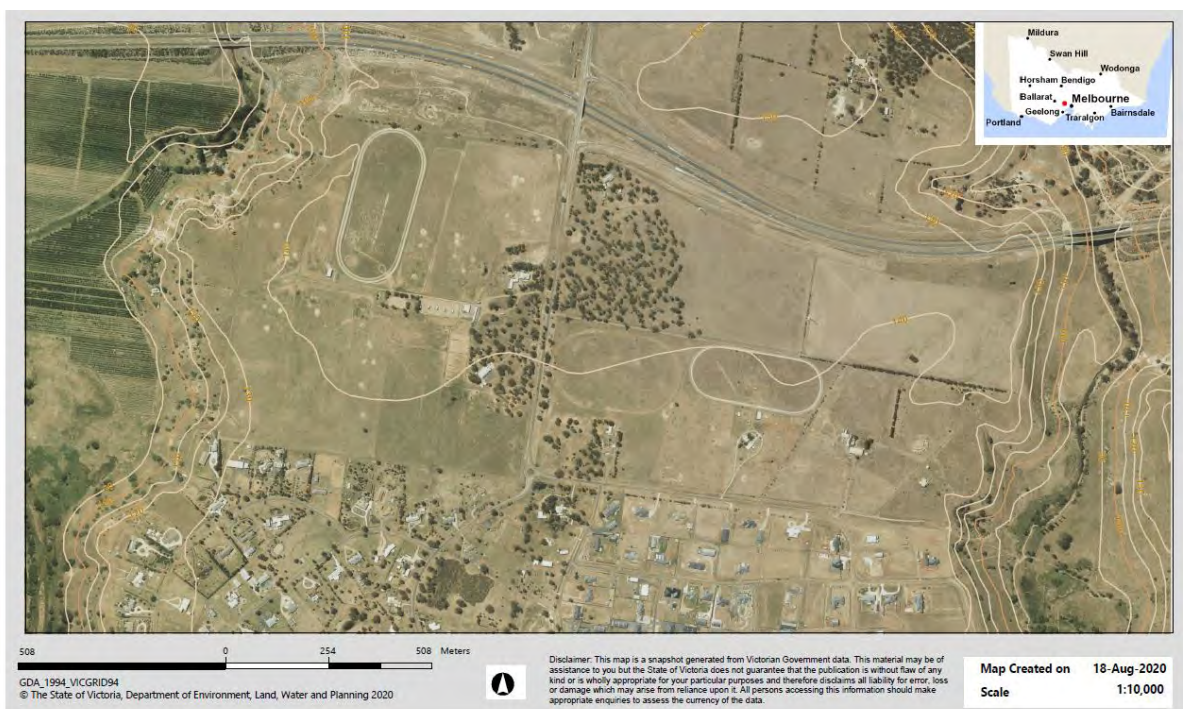 Mildura
Swan Hill
Wodonga
Horsham Bendigo
Ballarat
Melbourne
Geelong
Bairnsdale
Portland
Traralgon
130
120
508 0 254 508 Meters
GDA_1994_VICGRID94
© The State of Victoria, Department of Environment, Land, Water and Planning 2020
Disclaimer: This map is a snapshot generated from Victorian Government data. This material may be of
assistance to you but the State of Victoria does not guarantee that the publication is without flaw of any
kind or is wholly appropriate for your particular purposes and therefore disclaims all liability for error, loss
or damage which may arise from reliance upon it. All persons accessing this information should make
appropriate enquiries to assess the currency of the data.
Map Created on 18-Aug-2020
Scale 1:10,000